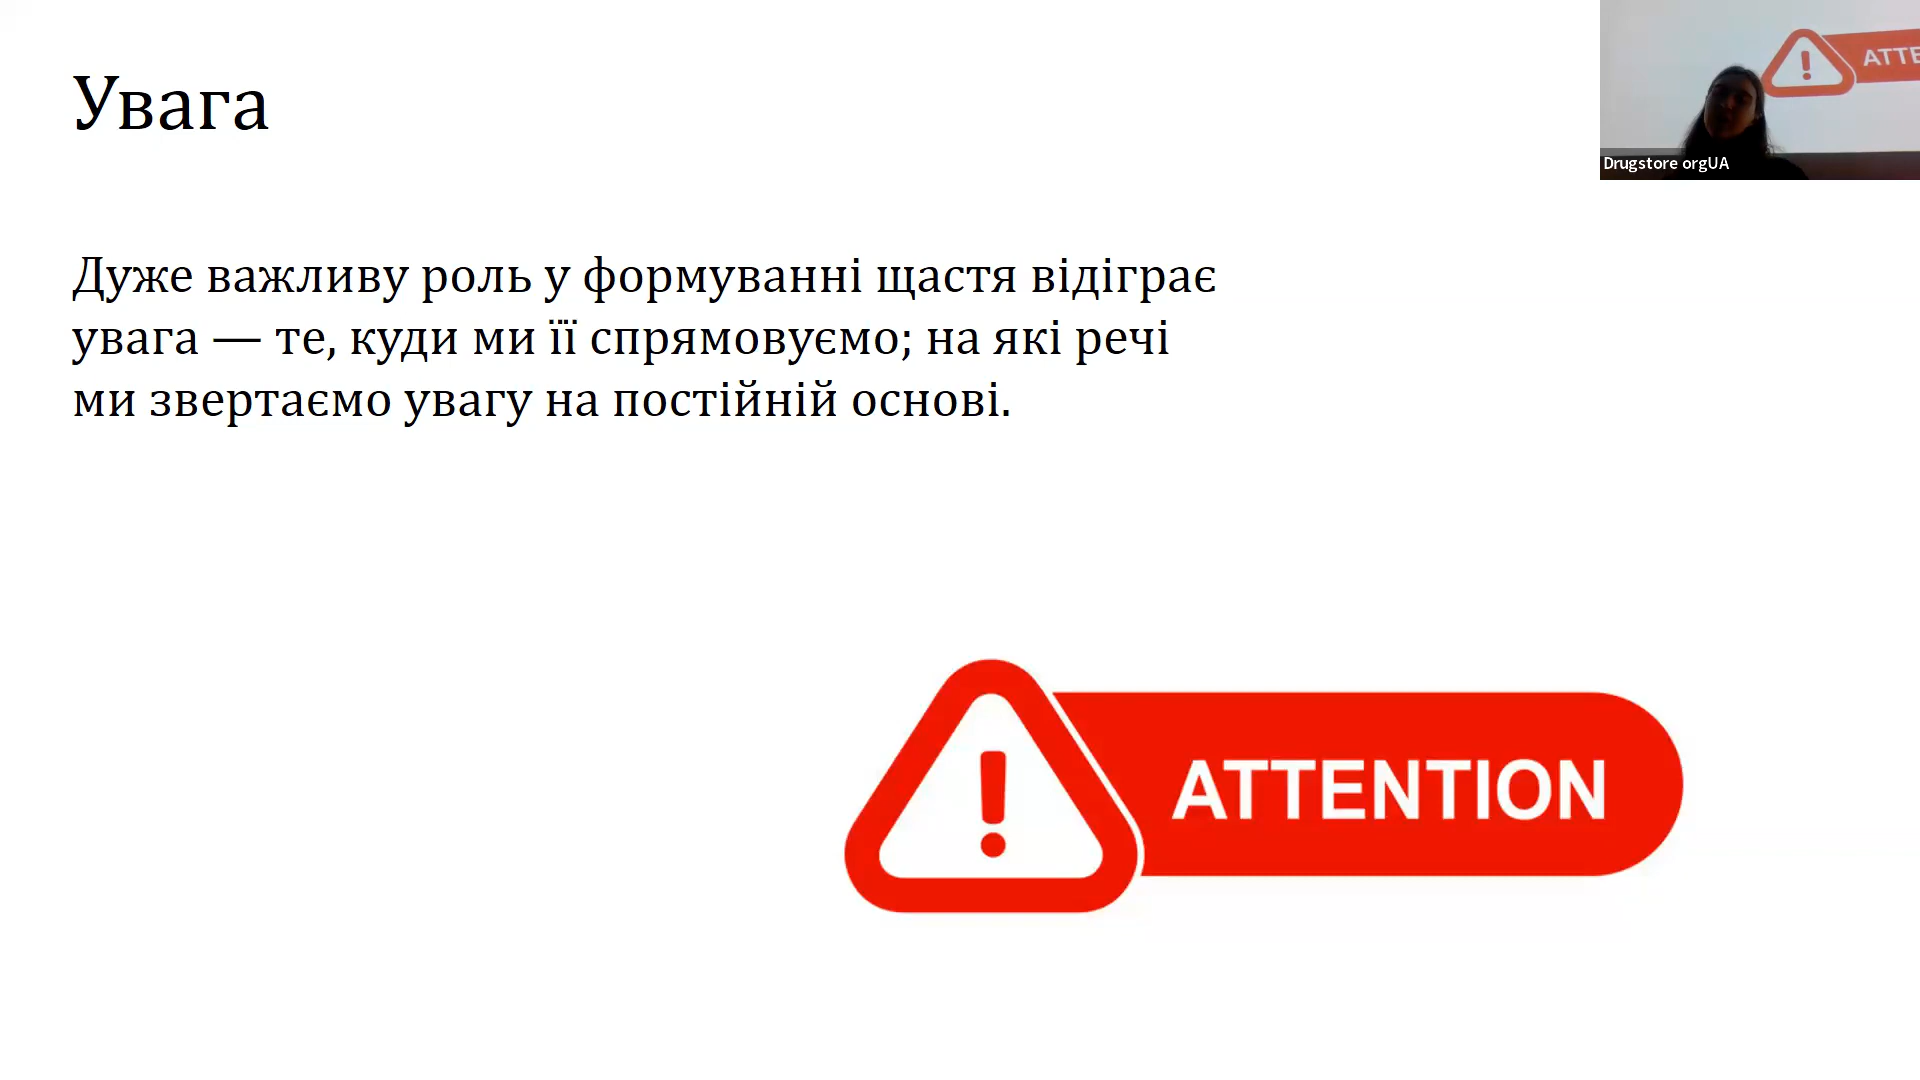 Увага
Дуже важливу роль у формуванні щастя відіграє
увага — те, куди ми її спрямовуємо; на які речі
ми звертаємо увагу на постійній основі.
ATTENTION
!
ATTE
!
Drugstore orgUA